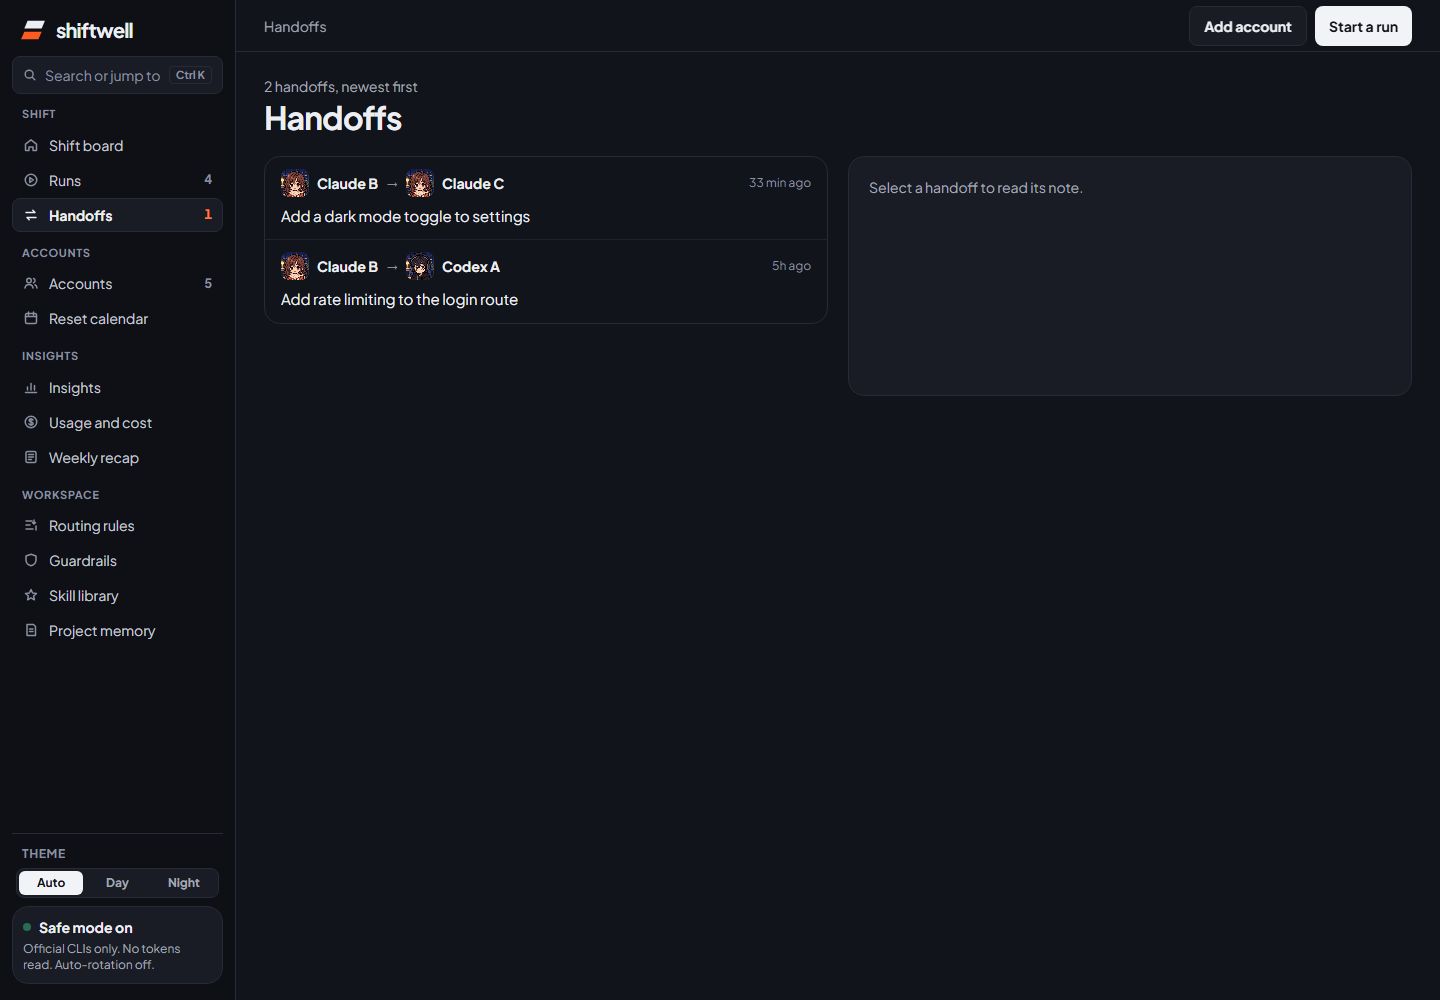 shiftwell
Search or jump to
Ctrl K
SHIFT
Shift board
Runs 4
Handoffs 1
ACCOUNTS
Accounts 5
Reset calendar
INSIGHTS
Insights
Usage and cost
Weekly recap
WORKSPACE
Routing rules
Guardrails
Skill library
Project memory
THEME
Auto Day Night
Safe mode on
Official CLIs only. No tokens
read. Auto-rotation off.
Handoffs
Add account
Start a run
2 handoffs, newest first
Handoffs
Claude B → Claude C 33 min ago
Add a dark mode toggle to settings
Claude B → Codex A 5h ago
Add rate limiting to the login route
Select a handoff to read its note.